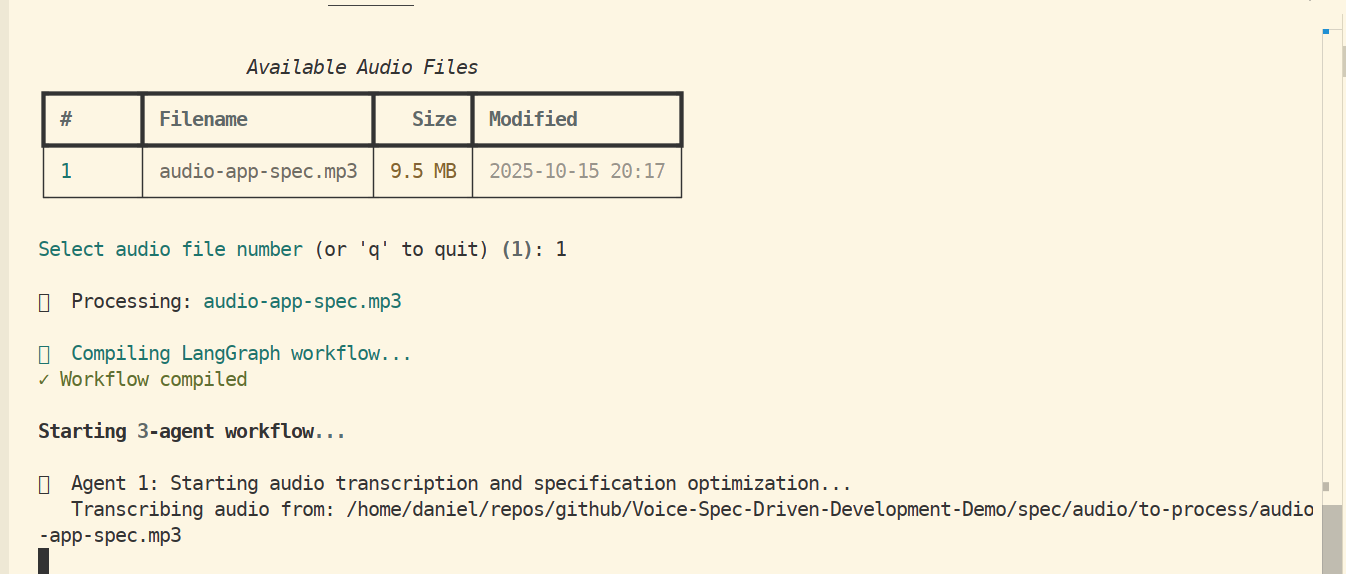 Available Audio Files
# Filename Size Modified
1 audio-app-spec.mp3 9.5 MB 2025-10-15 20:17
Select audio file number (or 'q' to quit) (1): 1
Processing: audio-app-spec.mp3
Compiling LangGraph workflow...
✓ Workflow compiled
Starting 3-agent workflow...
Agent 1: Starting audio transcription and specification optimization...
Transcribing audio from: /home/daniel/repos/github/Voice-Spec-Driven-Development-Demo/spec/audio/to-process/audio
-app-spec.mp3